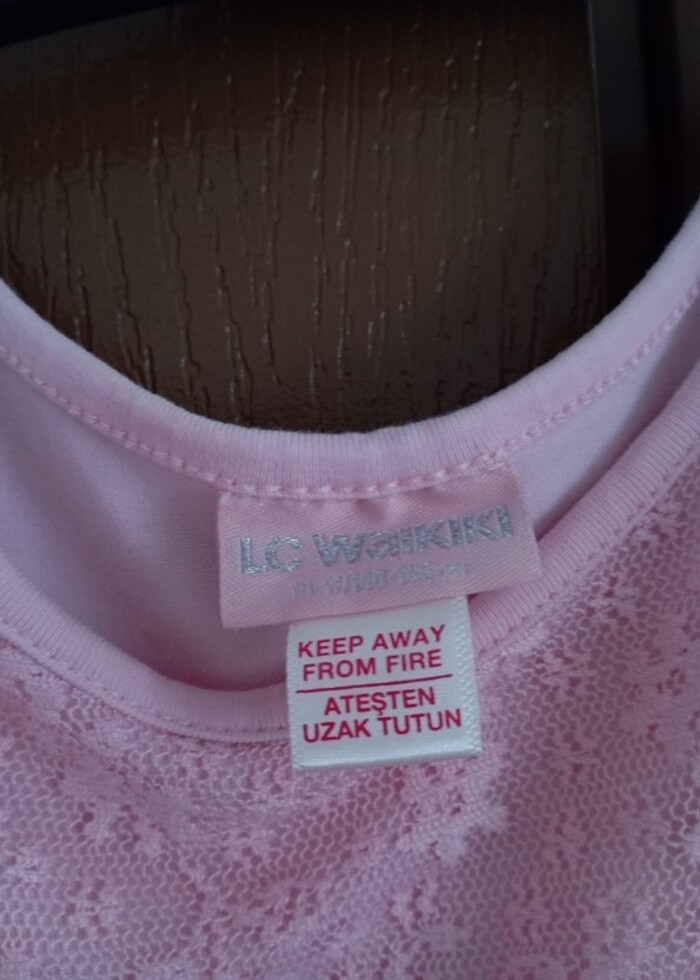 LC WAIKIKI
KEEP AWAY
FROM FIRE
ATEŞTEN
UZAK TUTUN